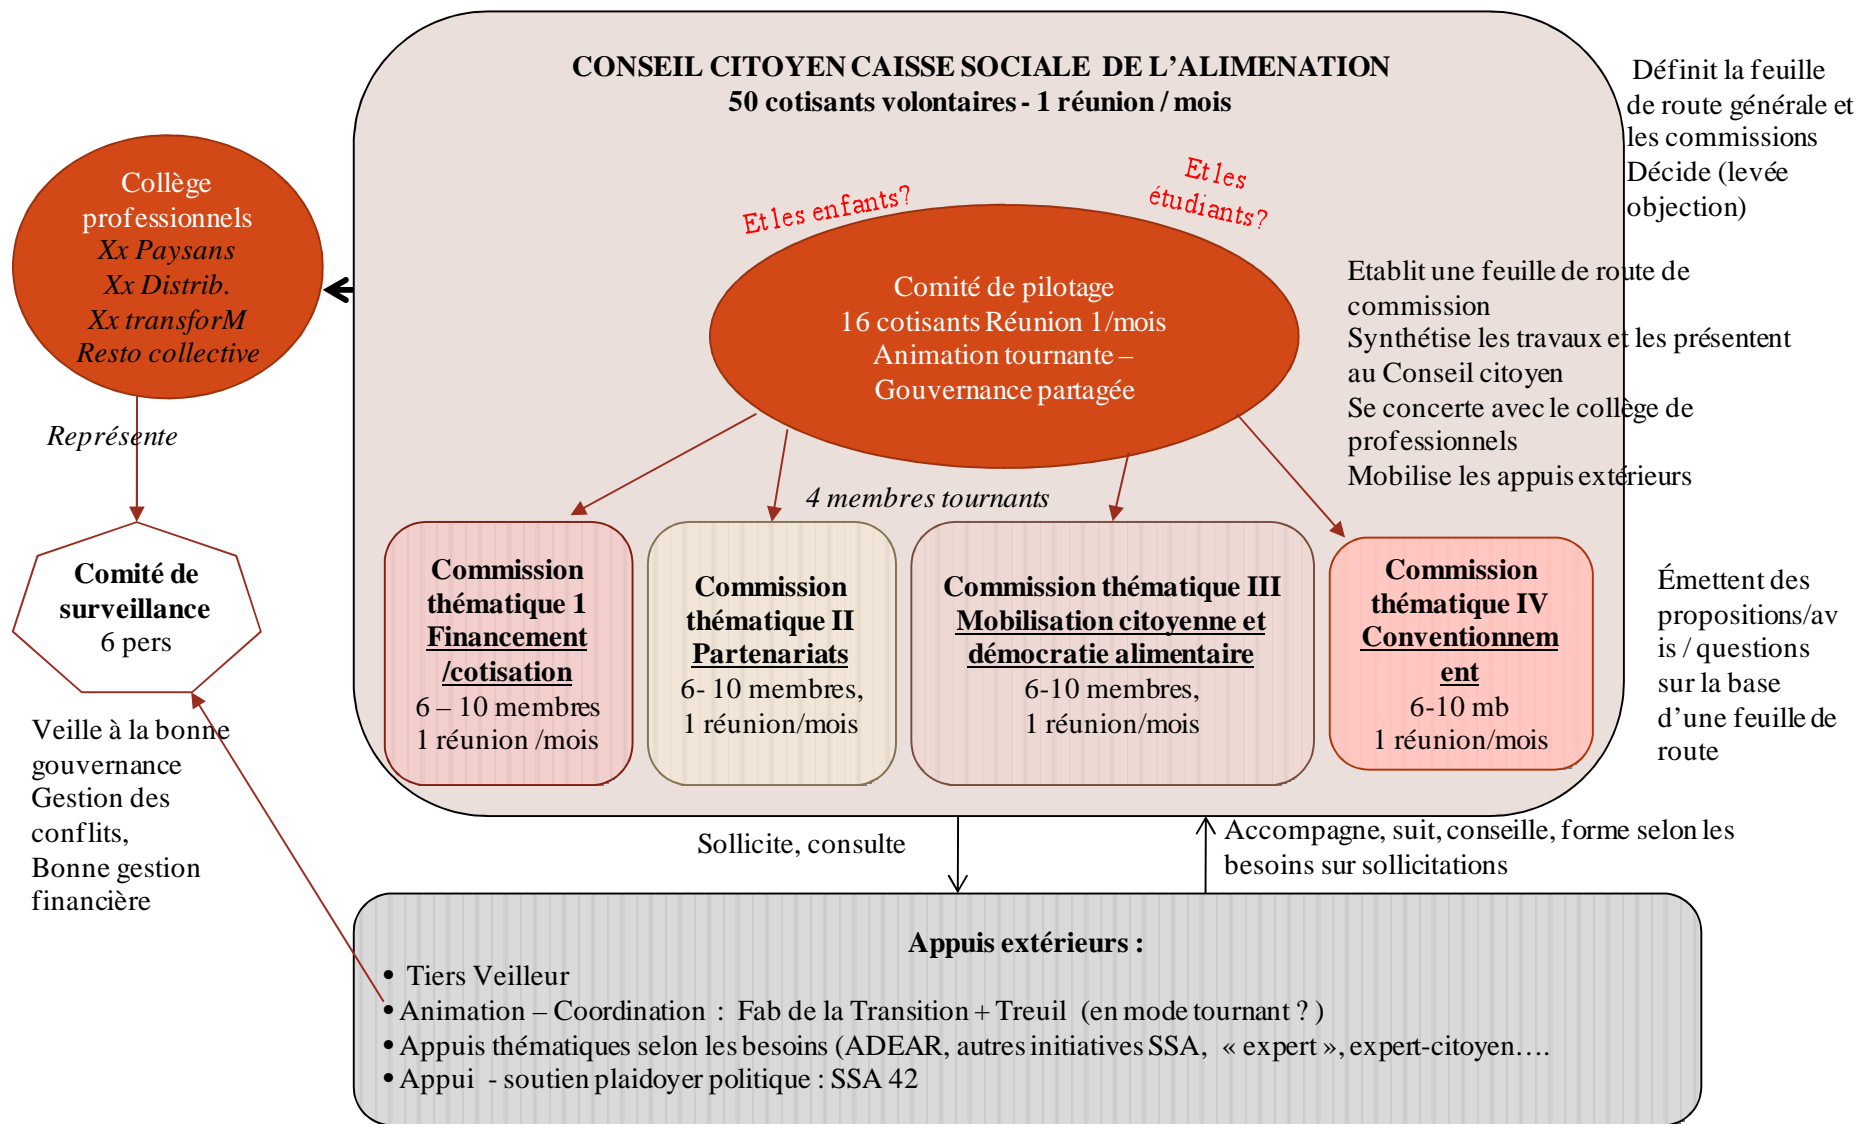 CONSEIL CITOYEN CAISSE SOCIALE DE L'ALIMENATION
50 cotisants volontaires - 1 réunion / mois
Définit la feuille
de route générale et
les commissions
Décide (levée
objection)
Collège
professionnels
Xx Paysans
Xx Distrib.
Xx transforM
Resto collective
Et les enfants?
Et les
étudiants?
Comité de pilotage
16 cotisants Réunion 1/mois
Animation tournante –
Gouvernance partagée
Etablit une feuille de route de
commission
Synthétise les travaux et les présentent
au Conseil citoyen
Se concerte avec le collège de
professionnels
Mobilise les appuis extérieurs
Représente
4 membres tournants
Comité de
surveillance
6 pers
Commission
thématique 1
Financement
/cotisation
6 – 10 membres
1 réunion /mois
Commission
thématique II
Partenariats
6- 10 membres,
1 réunion/mois
Commission thématique III
Mobilisation citoyenne et
démocratie alimentaire
6-10 membres,
1 réunion/mois
Commission
thématique IV
Conventionnem
ent
6-10 mb
1 réunion/mois
Émettent des
propositions/av
is / questions
sur la base
d'une feuille de
route
Veille à la bonne
gouvernance
Gestion des
conflits,
Bonne gestion
financière
Sollicite, consulte
Accompagne, suit, conseille, forme selon les
besoins sur sollicitations
Appuis extérieurs :
• Tiers Veilleur
• Animation – Coordination : Fab de la Transition + Treuil (en mode tournant ? )
• Appuis thématiques selon les besoins (ADEAR, autres initiatives SSA, « expert », expert-citoyen….
• Appui - soutien plaidoyer politique : SSA 42